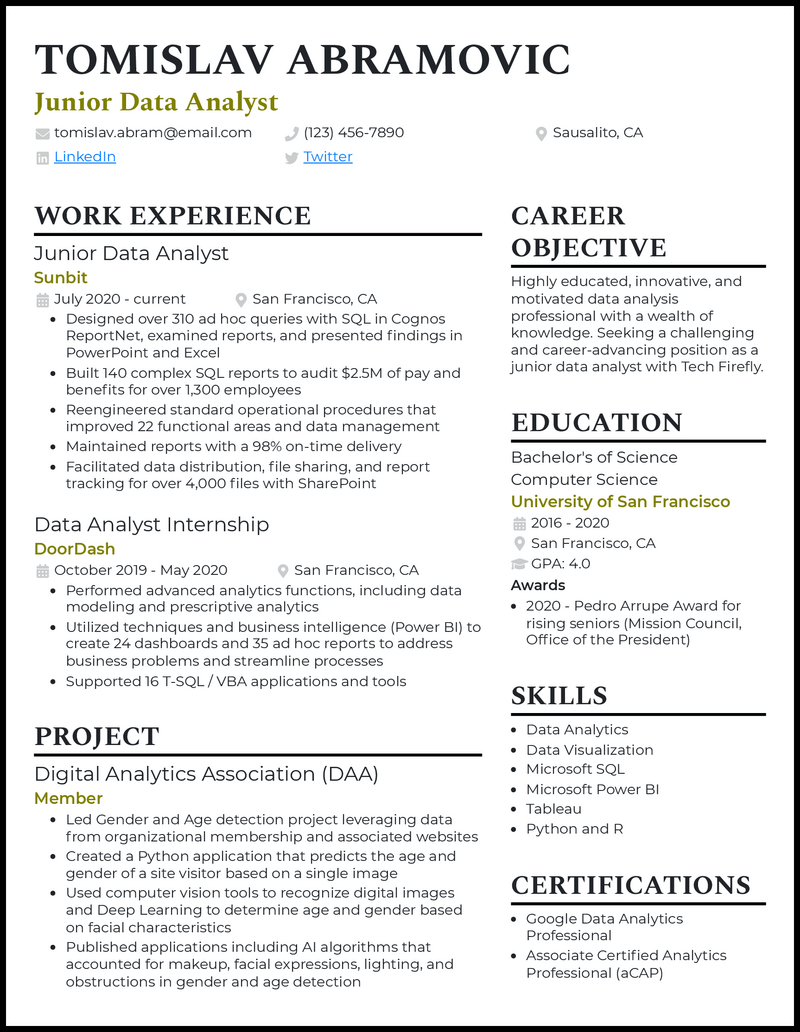 TOMISLAV ABRAMOVIC
Junior Data Analyst
tomislav.abram@email.com
(123) 456-7890
Sausalito, CA
LinkedIn
Twitter
WORK EXPERIENCE
Junior Data Analyst
Sunbit
July 2020 - current
San Francisco, CA
• Designed over 310 ad hoc queries with SQL in Cognos
ReportNet, examined reports, and presented findings in
PowerPoint and Excel
• Built 140 complex SQL reports to audit $2.5M of pay and
benefits for over 1,300 employees
• Reengineered standard operational procedures that
improved 22 functional areas and data management
• Maintained reports with a 98% on-time delivery
• Facilitated data distribution, file sharing, and report
tracking for over 4,000 files with SharePoint
Data Analyst Internship
DoorDash
October 2019 - May 2020
San Francisco, CA
• Performed advanced analytics functions, including data
modeling and prescriptive analytics
• Utilized techniques and business intelligence (Power BI) to
create 24 dashboards and 35 ad hoc reports to address
business problems and streamline processes
• Supported 16 T-SQL / VBA applications and tools
PROJECT
Digital Analytics Association (DAA)
Member
• Led Gender and Age detection project leveraging data
from organizational membership and associated websites
• Created a Python application that predicts the age and
gender of a site visitor based on a single image
• Used computer vision tools to recognize digital images
and Deep Learning to determine age and gender based
on facial characteristics
• Published applications including AI algorithms that
accounted for makeup, facial expressions, lighting, and
obstructions in gender and age detection
CAREER
OBJECTIVE
Highly educated, innovative, and
motivated data analysis
professional with a wealth of
knowledge. Seeking a challenging
and career-advancing position as a
junior data analyst with Tech Firefly.
EDUCATION
Bachelor's of Science
Computer Science
University of San Francisco
2016 - 2020
San Francisco, CA
GPA: 4.0
Awards
• 2020 - Pedro Arrupe Award for
rising seniors (Mission Council,
Office of the President)
SKILLS
• Data Analytics
• Data Visualization
• Microsoft SQL
• Microsoft Power BI
• Tableau
• Python and R
CERTIFICATIONS
• Google Data Analytics
Professional
• Associate Certified Analytics
Professional (aCAP)